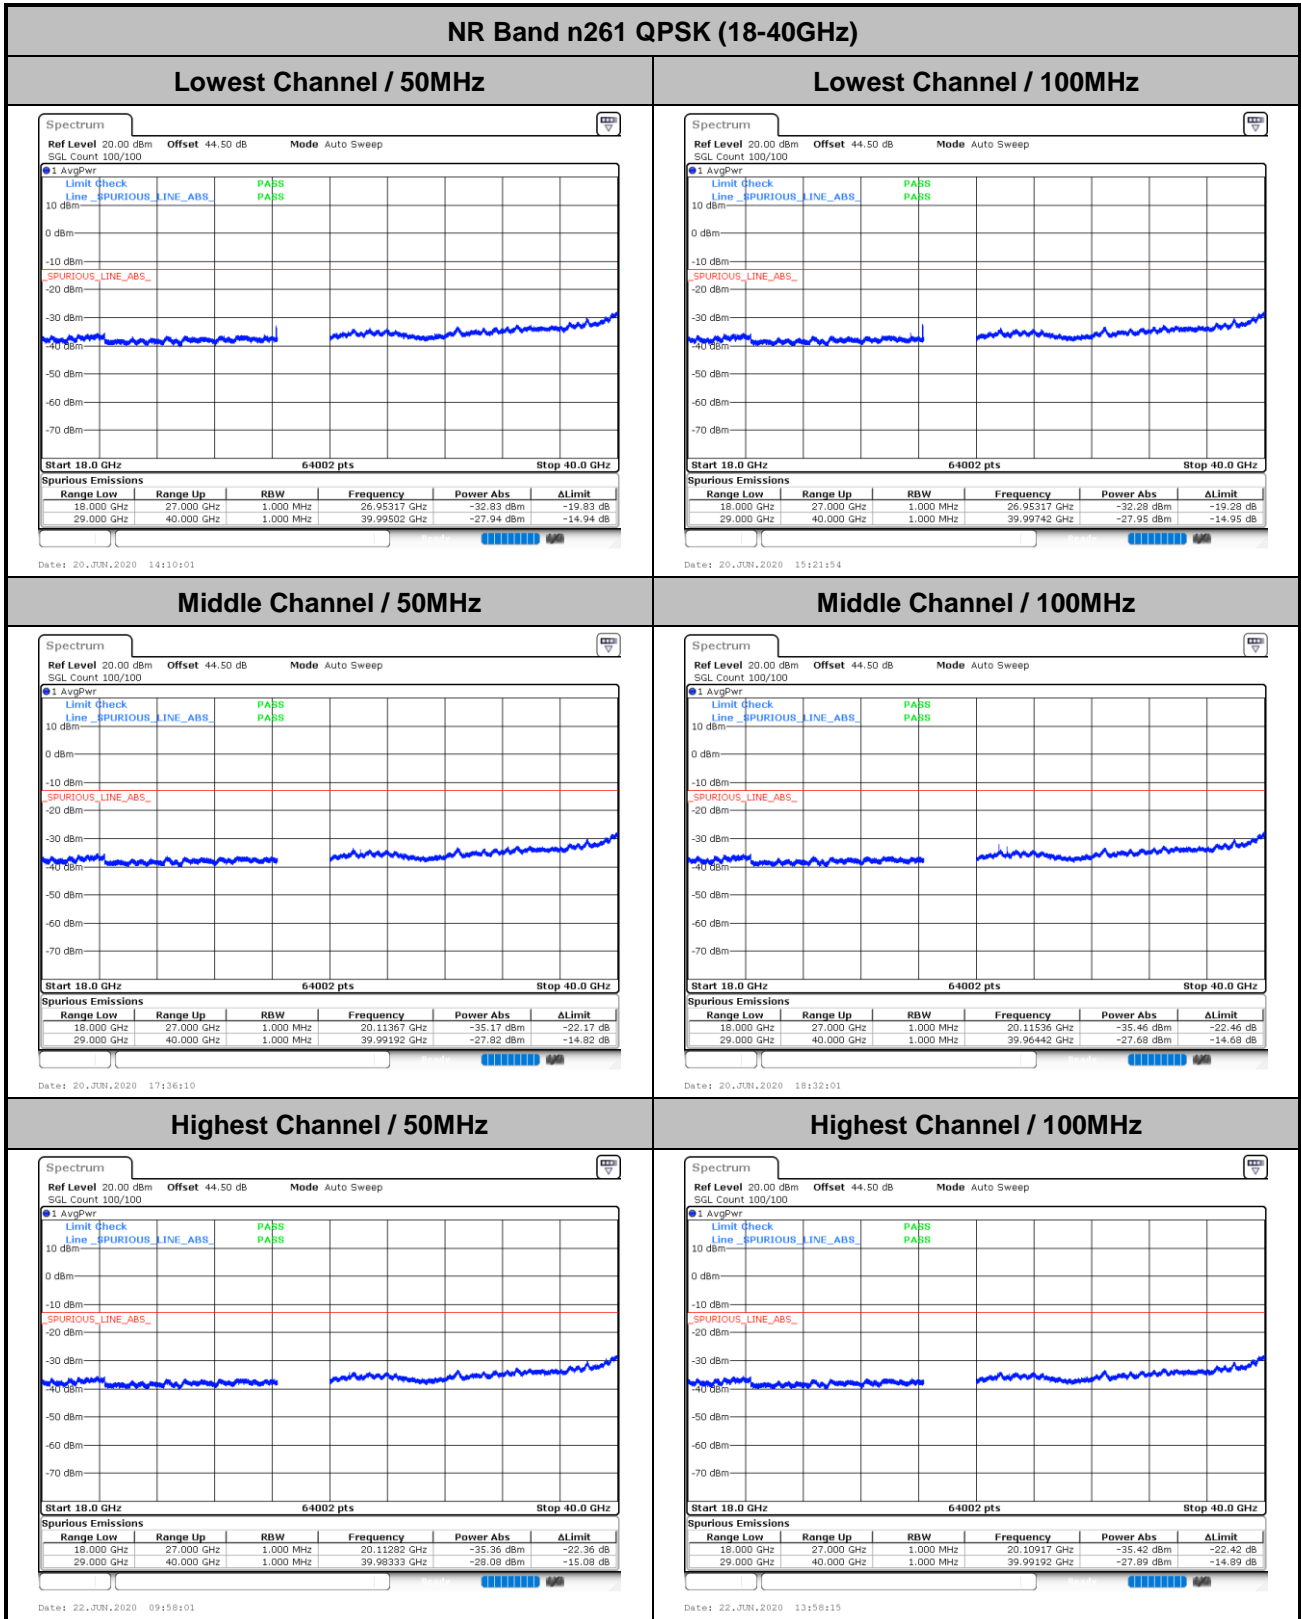 NR Band n261 QPSK (18-40GHz)
Lowest Channel / 50MHz
Lowest Channel / 100MHz
Spectrum
Ref Level 20.00 dBm Offset 44.50 dB Mode Auto Sweep
SGL Count 100/100
1 AvgPwr
Limit Check PASS
Line _SPURIOUS_LINE_ABS_ PASS
10 dBm
0 dBm
-10 dBm
_SPURIOUS_LINE_ABS_
-20 dBm
-30 dBm
-40 dBm
-50 dBm
-60 dBm
-70 dBm
Start 18.0 GHz 64002 pts Stop 40.0 GHz
Spurious Emissions
Range Low Range Up RBW Frequency Power Abs ΔLimit
18.000 GHz 27.000 GHz 1.000 MHz 26.95317 GHz -32.83 dBm -19.83 dB
29.000 GHz 40.000 GHz 1.000 MHz 39.99502 GHz -27.94 dBm -14.94 dB
Date: 20.JUN.2020 14:10:01
Spectrum
Ref Level 20.00 dBm Offset 44.50 dB Mode Auto Sweep
SGL Count 100/100
1 AvgPwr
Limit Check PASS
Line _SPURIOUS_LINE_ABS_ PASS
10 dBm
0 dBm
-10 dBm
_SPURIOUS_LINE_ABS_
-20 dBm
-30 dBm
-40 dBm
-50 dBm
-60 dBm
-70 dBm
Start 18.0 GHz 64002 pts Stop 40.0 GHz
Spurious Emissions
Range Low Range Up RBW Frequency Power Abs ΔLimit
18.000 GHz 27.000 GHz 1.000 MHz 26.95317 GHz -32.28 dBm -19.28 dB
29.000 GHz 40.000 GHz 1.000 MHz 39.99742 GHz -27.95 dBm -14.95 dB
Date: 20.JUN.2020 15:21:54
Middle Channel / 50MHz
Middle Channel / 100MHz
Spectrum
Ref Level 20.00 dBm Offset 44.50 dB Mode Auto Sweep
SGL Count 100/100
1 AvgPwr
Limit Check PASS
Line _SPURIOUS_LINE_ABS_ PASS
10 dBm
0 dBm
-10 dBm
_SPURIOUS_LINE_ABS_
-20 dBm
-30 dBm
-40 dBm
-50 dBm
-60 dBm
-70 dBm
Start 18.0 GHz 64002 pts Stop 40.0 GHz
Spurious Emissions
Range Low Range Up RBW Frequency Power Abs ΔLimit
18.000 GHz 27.000 GHz 1.000 MHz 20.11367 GHz -35.17 dBm -22.17 dB
29.000 GHz 40.000 GHz 1.000 MHz 39.99192 GHz -27.82 dBm -14.82 dB
Date: 20.JUN.2020 17:36:10
Spectrum
Ref Level 20.00 dBm Offset 44.50 dB Mode Auto Sweep
SGL Count 100/100
1 AvgPwr
Limit Check PASS
Line _SPURIOUS_LINE_ABS_ PASS
10 dBm
0 dBm
-10 dBm
_SPURIOUS_LINE_ABS_
-20 dBm
-30 dBm
-40 dBm
-50 dBm
-60 dBm
-70 dBm
Start 18.0 GHz 64002 pts Stop 40.0 GHz
Spurious Emissions
Range Low Range Up RBW Frequency Power Abs ΔLimit
18.000 GHz 27.000 GHz 1.000 MHz 20.11536 GHz -35.46 dBm -22.46 dB
29.000 GHz 40.000 GHz 1.000 MHz 39.96442 GHz -27.68 dBm -14.68 dB
Date: 20.JUN.2020 18:32:01
Highest Channel / 50MHz
Highest Channel / 100MHz
Spectrum
Ref Level 20.00 dBm Offset 44.50 dB Mode Auto Sweep
SGL Count 100/100
1 AvgPwr
Limit Check PASS
Line _SPURIOUS_LINE_ABS_ PASS
10 dBm
0 dBm
-10 dBm
_SPURIOUS_LINE_ABS_
-20 dBm
-30 dBm
-40 dBm
-50 dBm
-60 dBm
-70 dBm
Start 18.0 GHz 64002 pts Stop 40.0 GHz
Spurious Emissions
Range Low Range Up RBW Frequency Power Abs ΔLimit
18.000 GHz 27.000 GHz 1.000 MHz 20.11282 GHz -35.36 dBm -22.36 dB
29.000 GHz 40.000 GHz 1.000 MHz 39.98333 GHz -28.08 dBm -15.08 dB
Date: 22.JUN.2020 09:58:01
Spectrum
Ref Level 20.00 dBm Offset 44.50 dB Mode Auto Sweep
SGL Count 100/100
1 AvgPwr
Limit Check PASS
Line _SPURIOUS_LINE_ABS_ PASS
10 dBm
0 dBm
-10 dBm
_SPURIOUS_LINE_ABS_
-20 dBm
-30 dBm
-40 dBm
-50 dBm
-60 dBm
-70 dBm
Start 18.0 GHz 64002 pts Stop 40.0 GHz
Spurious Emissions
Range Low Range Up RBW Frequency Power Abs ΔLimit
18.000 GHz 27.000 GHz 1.000 MHz 20.10917 GHz -35.42 dBm -22.42 dB
29.000 GHz 40.000 GHz 1.000 MHz 39.99192 GHz -27.89 dBm -14.89 dB
Date: 22.JUN.2020 13:58:15